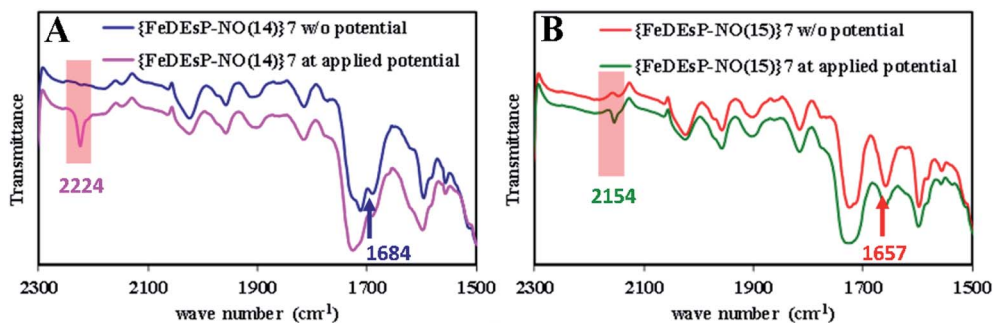 A
{FeDEsP-NO(14)}7 w/o potential
{FeDEsP-NO(14)}7 at applied potential
Transmittance
2224
1684
2300 2100 1900 1700 1500
wave number (cm-1)
B
{FeDEsP-NO(15)}7 w/o potential
{FeDEsP-NO(15)}7 at applied potential
Transmittance
2154
1657
2300 2100 1900 1700 1500
wave number (cm-1)